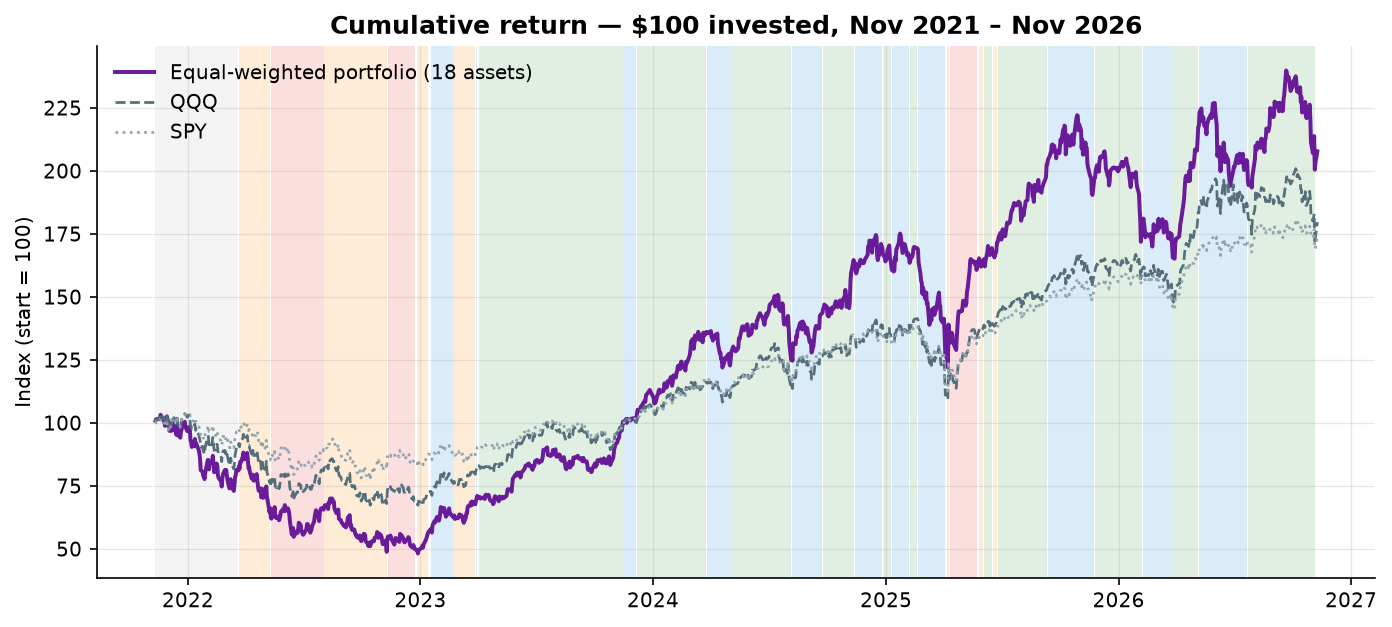 Cumulative return — $100 invested, Nov 2021 – Nov 2026
Equal-weighted portfolio (18 assets)
QQQ
SPY
Index (start = 100)
225
200
175
150
125
100
75
50
2022
2023
2024
2025
2026
2027